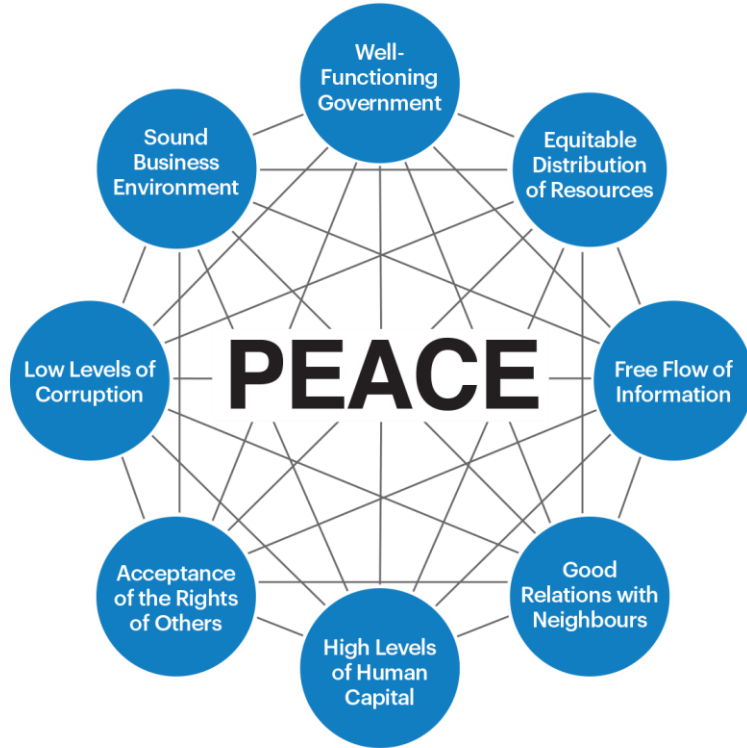 Well-
Functioning
Government
Sound
Business
Environment
Equitable
Distribution
of Resources
Low Levels of
Corruption
PEACE
Free Flow of
Information
Acceptance
of the Rights
of Others
Good
Relations with
Neighbours
High Levels
of Human
Capital